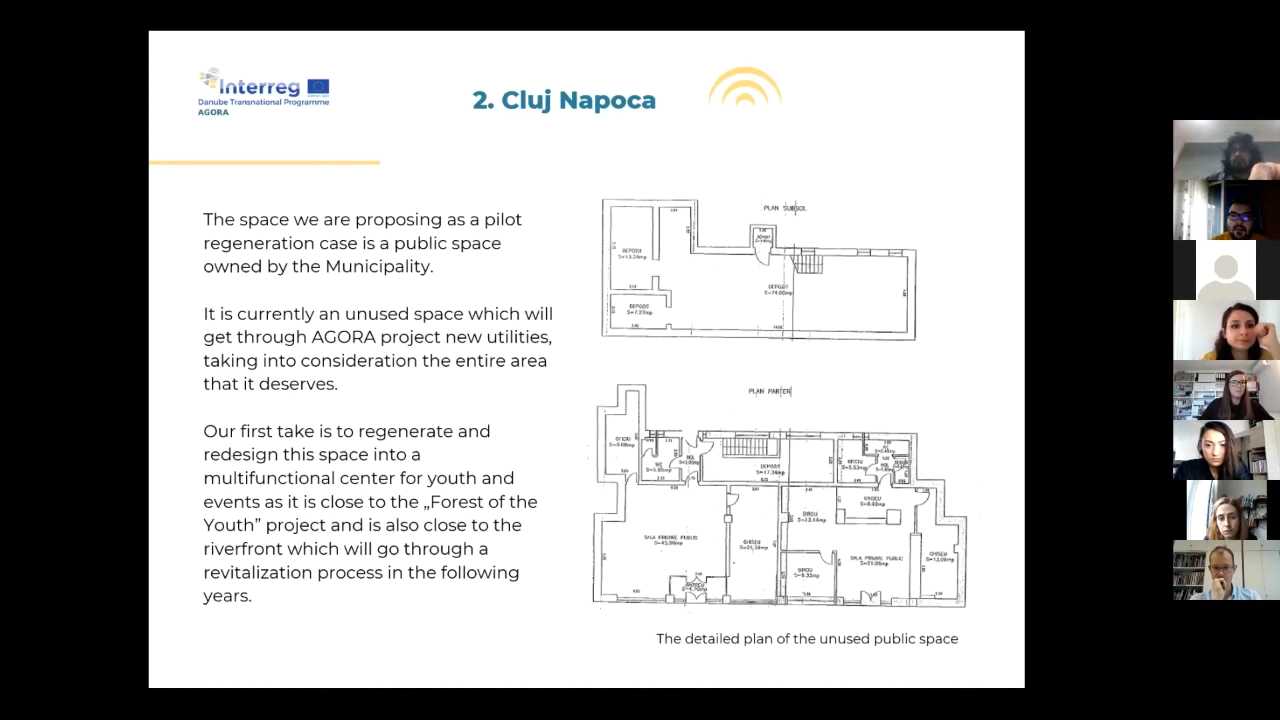 Interreg
Danube Transnational Programme
AGORA
2. Cluj Napoca
The space we are proposing as a pilot
regeneration case is a public space
owned by the Municipality.
It is currently an unused space which will
get through AGORA project new utilities,
taking into consideration the entire area
that it deserves.
Our first take is to regenerate and
redesign this space into a
multifunctional center for youth and
events as it is close to the „Forest of the
Youth” project and is also close to the
riverfront which will go through a
revitalization process in the following
years.
PLAN SUBSOL
DEPOZIT
DEPOZIT
DEPOZIT
PLAN PARTER
OFICIU
DEPOZIT
S=17.36mp
OFICIU
GHISEU
BIROU
SALA PRIMIRE PUBLIC
GHISEU
BIROU
SALA PRIMIRE PUBLIC
GHISEU
The detailed plan of the unused public space